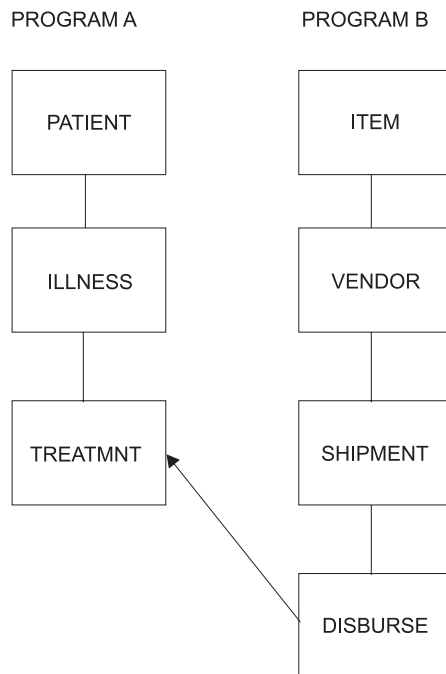 PROGRAM A
PROGRAM B
PATIENT
ITEM
ILLNESS
VENDOR
TREATMNT
SHIPMENT
DISBURSE